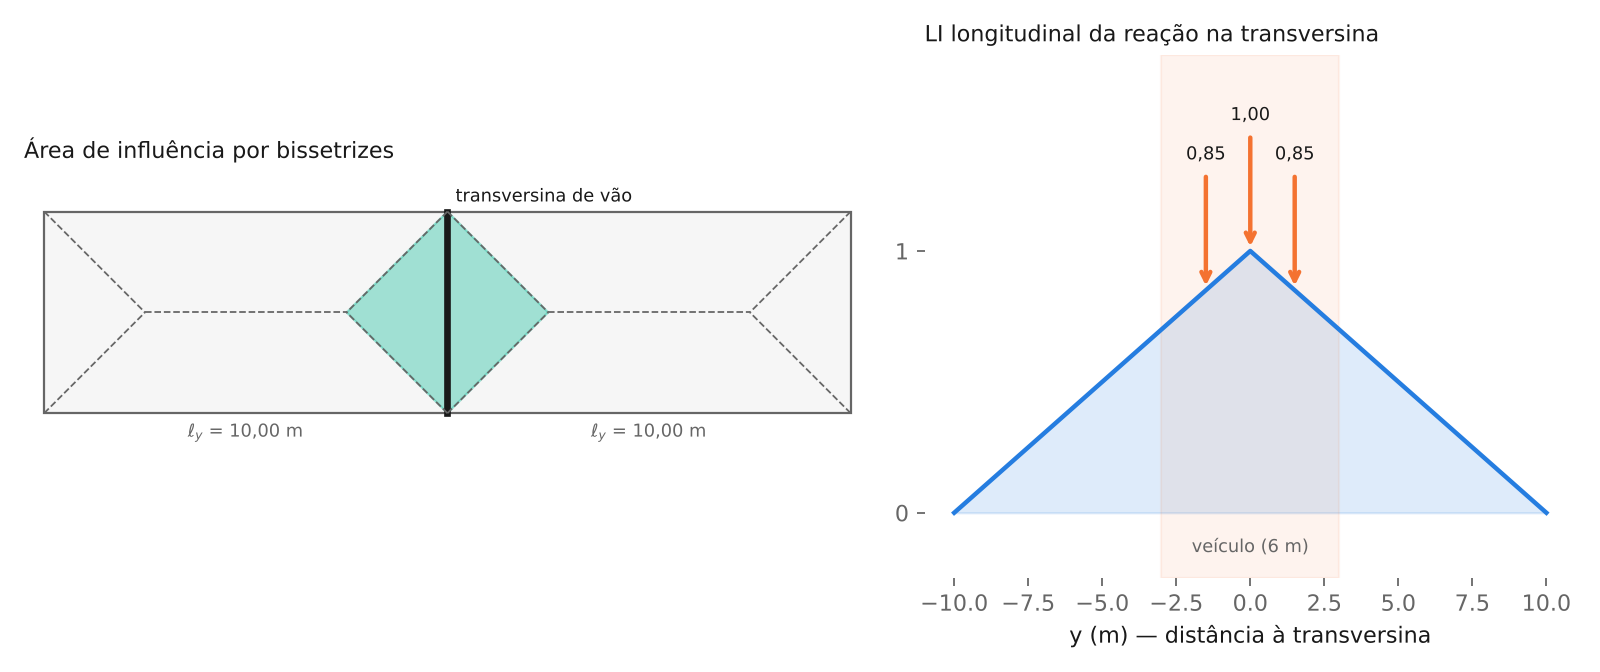 Área de influência por bissetrizes
transversina de vão
ℓy = 10,00 m
ℓy = 10,00 m
LI longitudinal da reação na transversina
1,00
0,85
0,85
1
0
veículo (6 m)
−10.0 −7.5 −5.0 −2.5 0.0 2.5 5.0 7.5 10.0
y (m) — distância à transversina